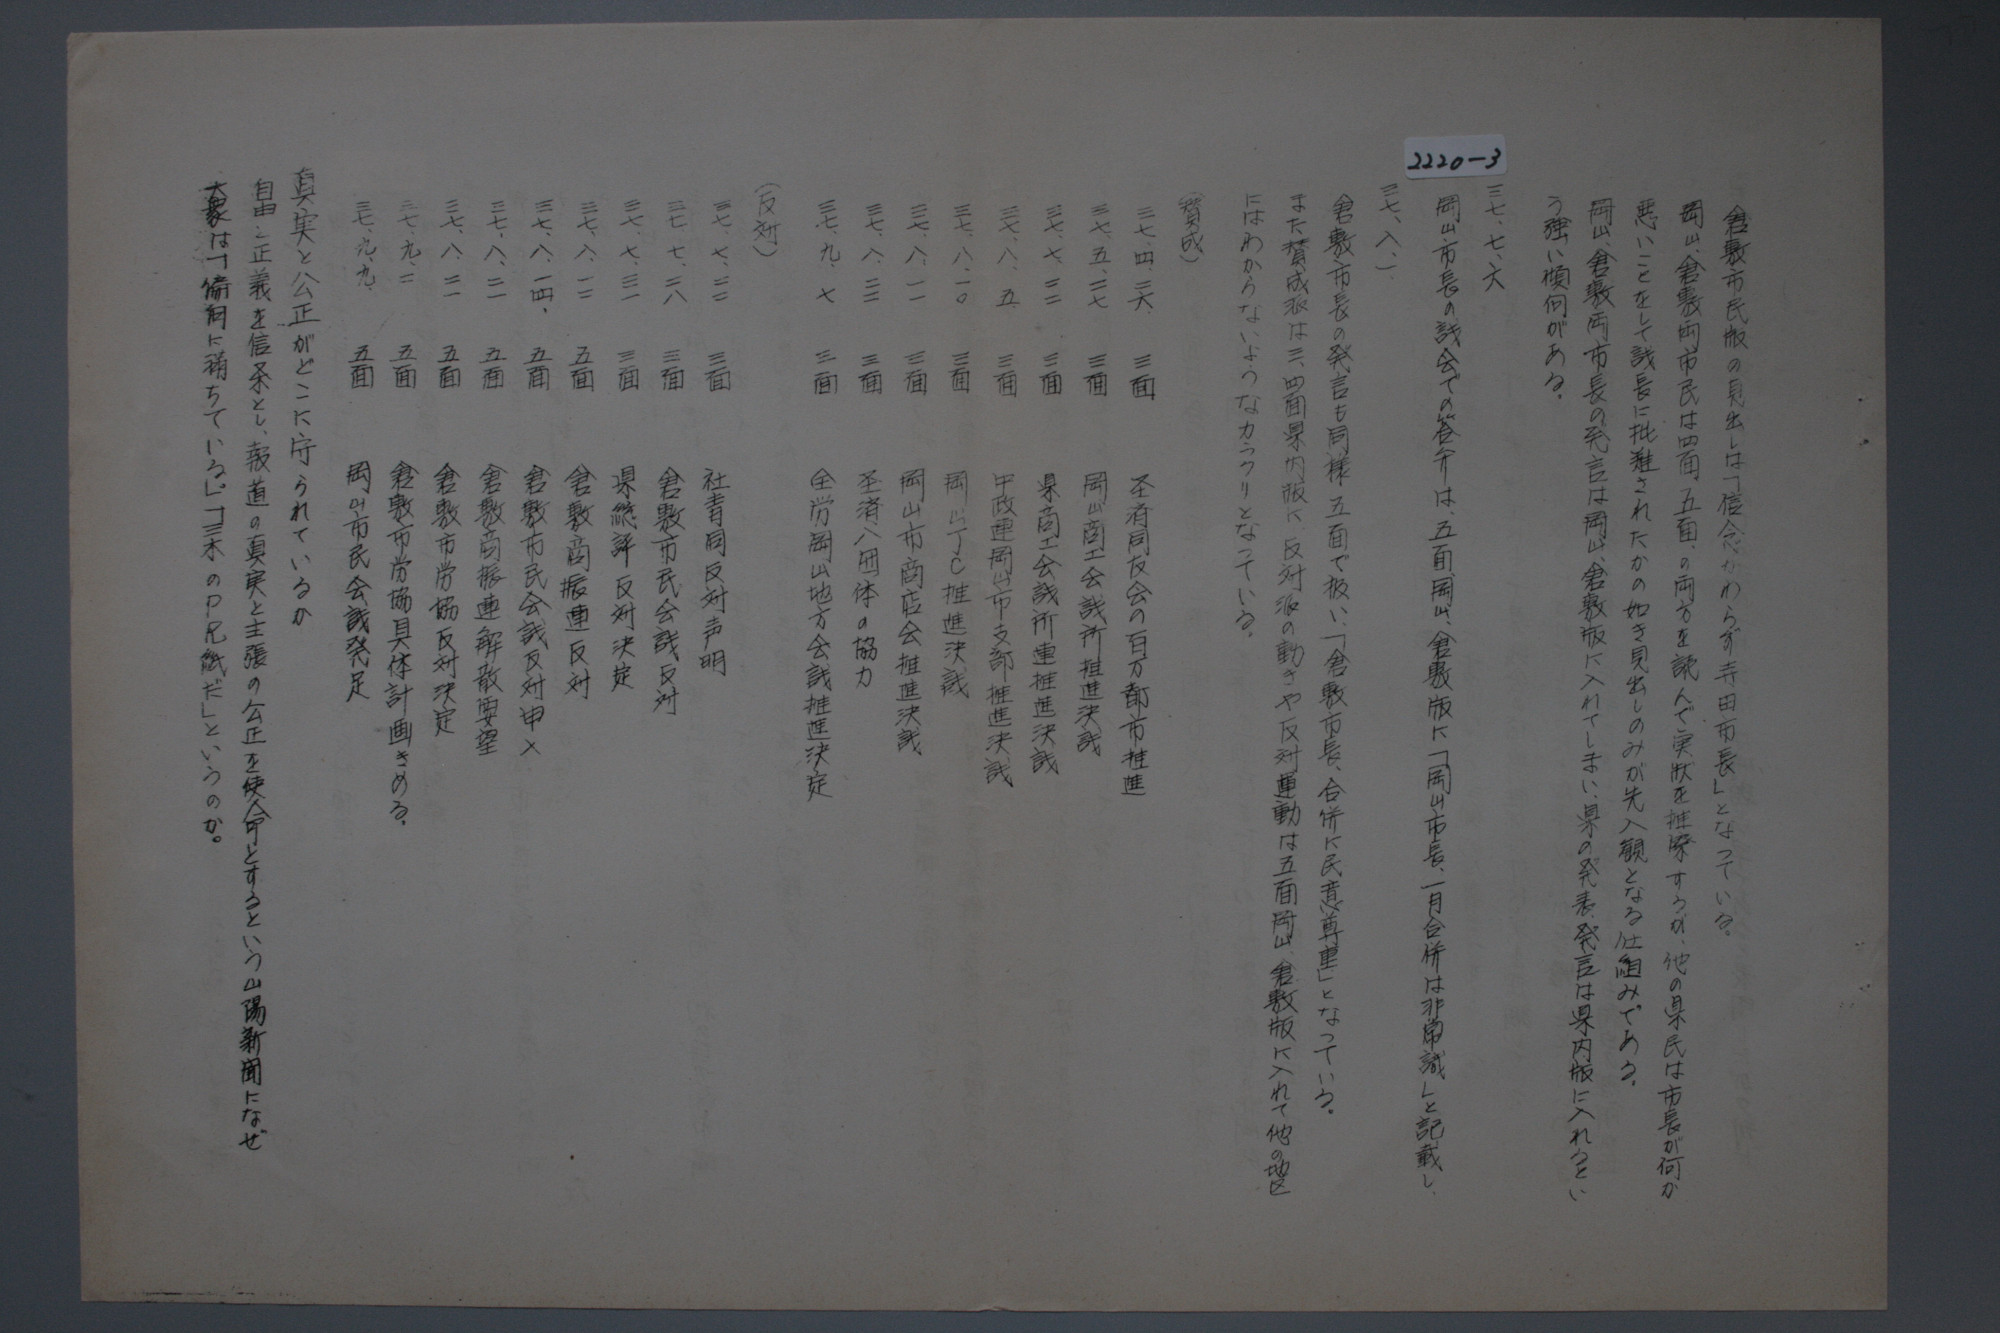 2220-3
倉敷市民版の見出しは「信念かわらず寺田市長」となっている。
岡山、倉敷両市民は四面、五面、の両方を読んで実状を推察するが、他の県民は市長が何か
悪いことをして議長に批難されたかの如き見出しのみが先入観となる仕組みである。
岡山、倉敷両市長の発言は岡山、倉敷版に入れてしまい、県の発表、発言は県内版に入れるとい
う強い傾向がある。
三七、七、六
岡山市長の議会での答弁は、五面、岡山、倉敷版に「岡山市長、一月合併は非常識」と記載し、
三七、八、一
倉敷市長の発言も同様五面で扱い、「倉敷市長、合併に民意尊重」となっている。
また賛成派は三、四面県内版に、反対派の動きや反対運動は五面岡山、倉敷版に入れて他の地区
にはわからないようなカラクリとなっている。
(賛成)
三七、四、二六、 三面 経済同友会の百万都市推進
三七、五、二七 三面 岡山商工会議所推進決議
三七、七、二二 三面 県商工会議所連推進決議
三七、八、五、 三面 中政連岡山市支部推進決議
三七、八、一〇 三面 岡山JC推進決議
三七、八、一一 三面 岡山市商店会推進決議
三七、八、二二 三面 経済八団体の協力
三七、九、七 三面 全労岡山地方会議推進決定
(反対)
三七、七、二二 三面 社青同反対声明
三七、七、二八 三面 倉敷市民会議反対
三七、七、三一 三面 県総評反対決定
三七、八、一二 五面 倉敷商振連反対
三七、八、一四、 五面 倉敷市民会議反対申入
三七、八、二一 五面 倉敷商振連解散要望
三七、八、三一 五面 倉敷市労協反対決定
三七、九、二 五面 倉敷市労協具体計画きめる。
三七、九、九、 五面 岡山市民会議発足
真実と公正がどこに守られているか
自由と正義を信条とし、報道の真実と主張の公正を使命とするという山陽新聞になぜ
大衆は「偏向に満ちている」「三木のPR紙だ」というのか。